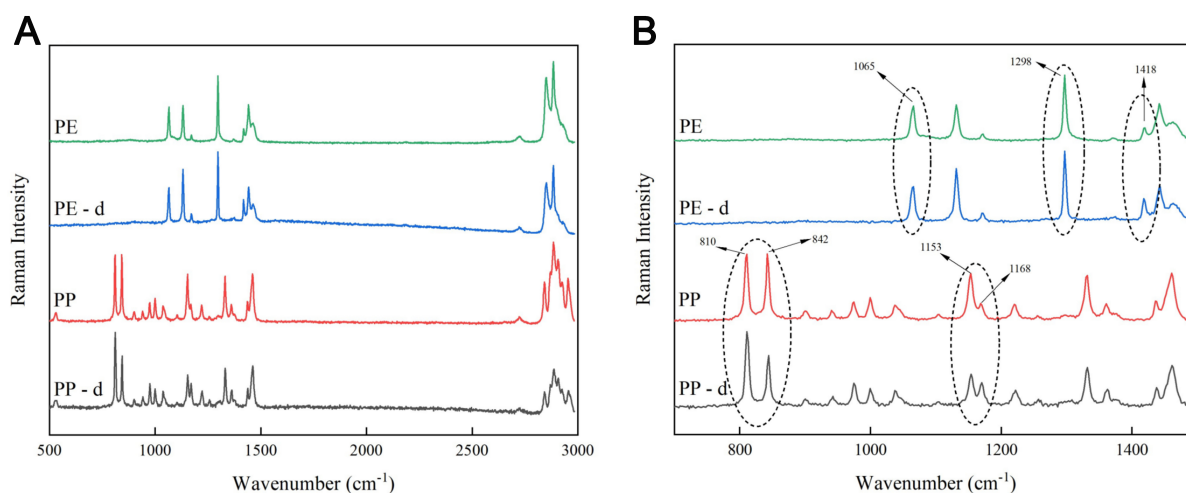 A
PE
PE - d
PP
PP - d
Raman Intensity
500 1000 1500 2000 2500 3000
Wavenumber (cm-1)
B
1065
1298
1418
PE
PE - d
810
842
1153
1168
PP
PP - d
Raman Intensity
800 1000 1200 1400
Wavenumber (cm-1)